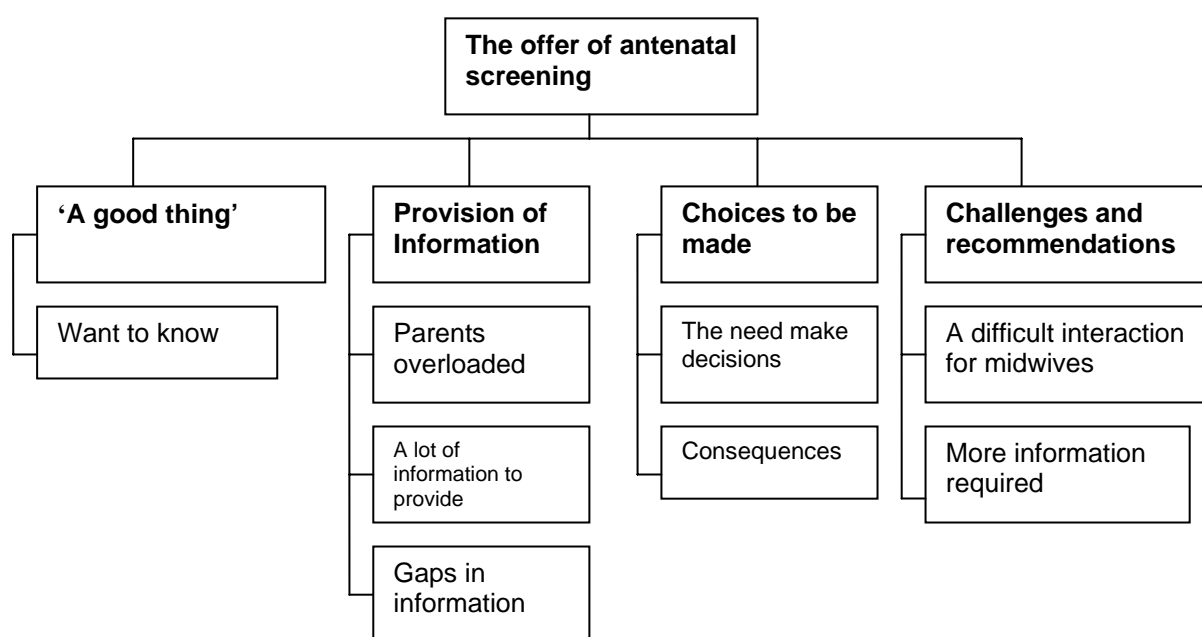 The offer of antenatal
screening
‘A good thing’
Want to know
Provision of
Information
Parents
overloaded
A lot of
information to
provide
Gaps in
information
Choices to be
made
The need make
decisions
Consequences
Challenges and
recommendations
A difficult interaction
for midwives
More information
required